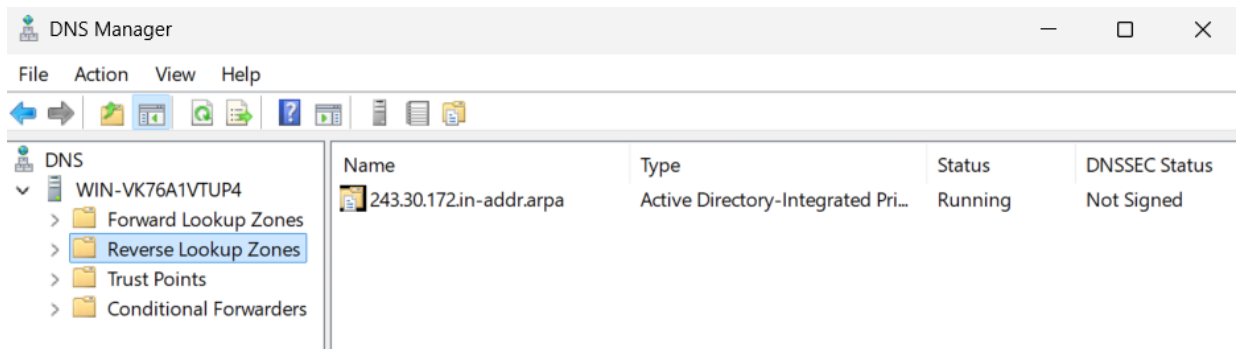 DNS Manager
File Action View Help
DNS
WIN-VK76A1VTUP4
Forward Lookup Zones
Reverse Lookup Zones
Trust Points
Conditional Forwarders
Name Type Status DNSSEC Status
243.30.172.in-addr.arpa Active Directory-Integrated Pri... Running Not Signed